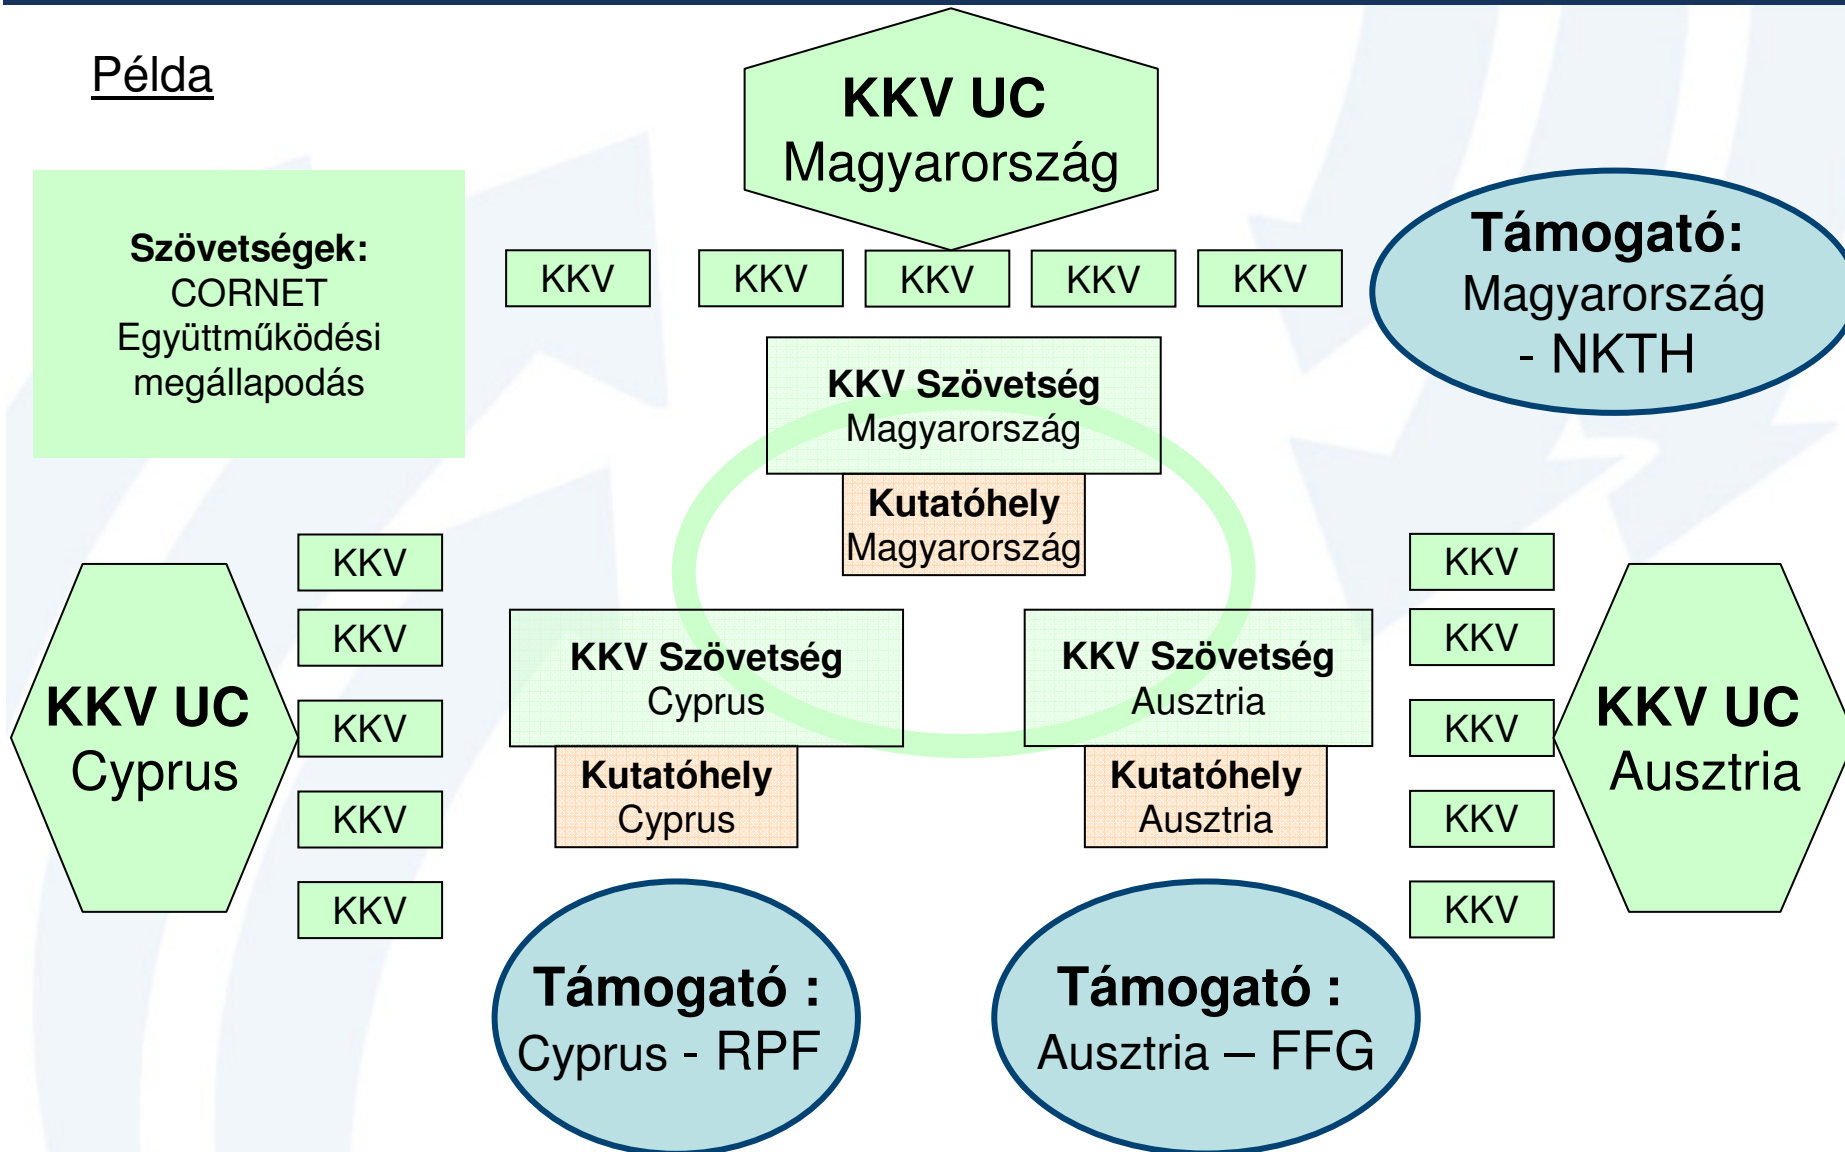 Példa
KKV UC
Magyarország
Szövetségek:
CORNET
Együttműködési
megállapodás
KKV
KKV
KKV
KKV
KKV
Támogató:
Magyarország
- NKTH
KKV Szövetség
Magyarország
Kutatóhely
Magyarország
KKV UC
Cyprus
KKV
KKV
KKV
KKV
KKV
KKV Szövetség
Cyprus
Kutatóhely
Cyprus
KKV Szövetség
Ausztria
Kutatóhely
Ausztria
KKV
KKV
KKV
KKV
KKV
KKV UC
Ausztria
Támogató :
Cyprus - RPF
Támogató :
Ausztria – FFG